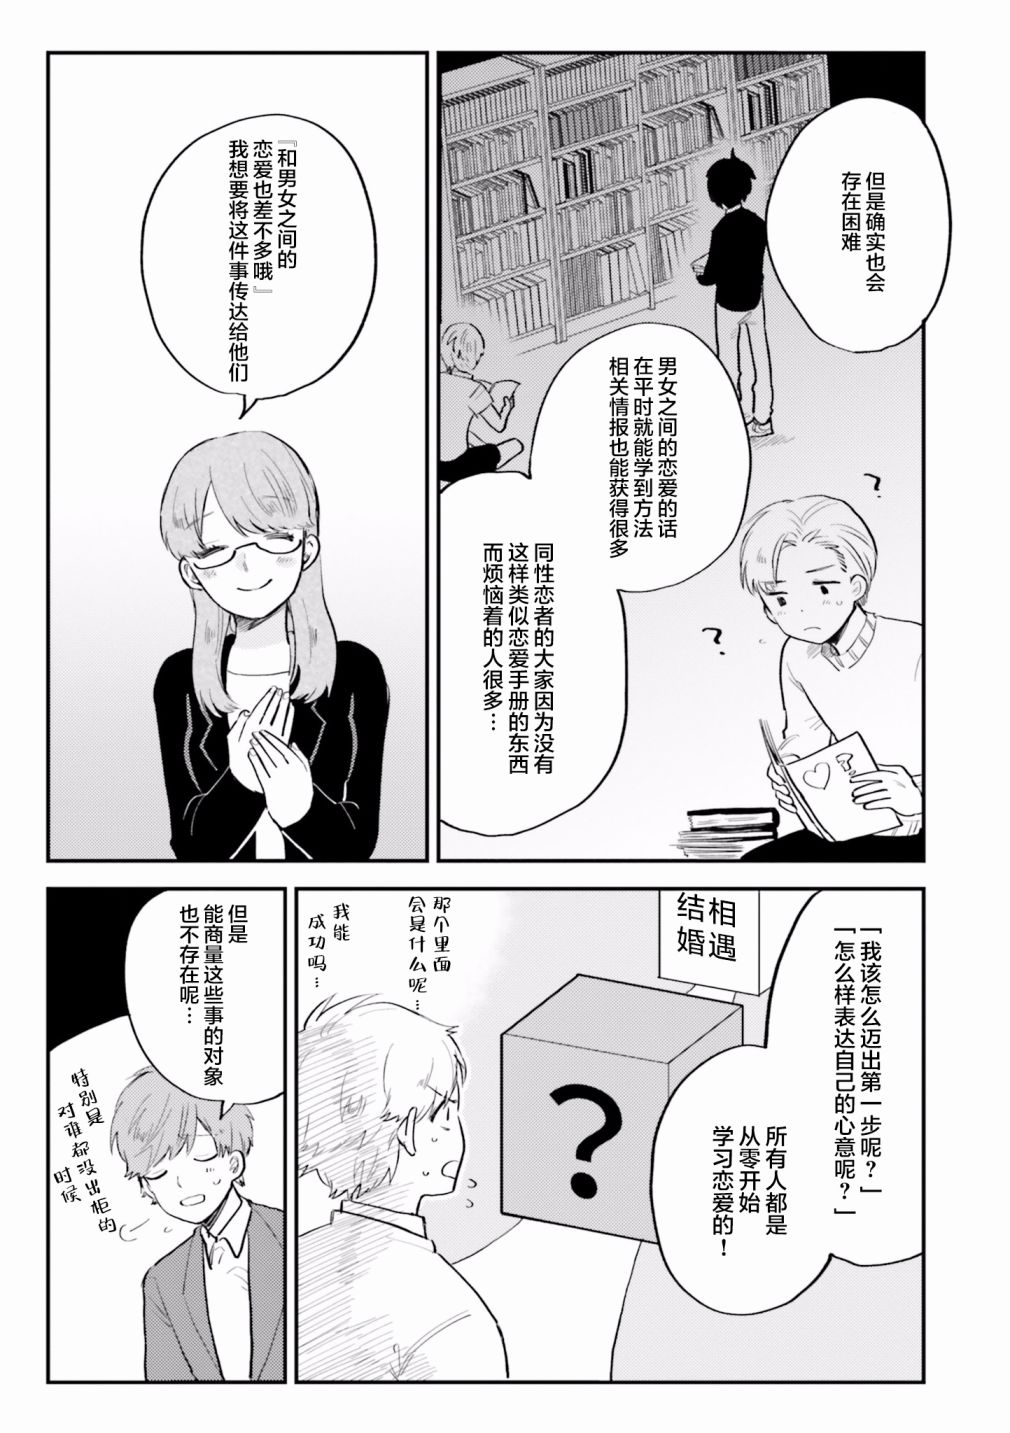 但是确实也会
存在困难
男女之间的恋爱的话
在平时就能学到方法
相关情报也能获得很多
同性恋者的大家因为没有
这样类似恋爱手册的东西
而烦恼着的人很多…
?
?
?
『和男女之间的
恋爱也差不多哦』
我想要将这件事传达给他们
「我该怎么迈出第一步呢?」
「怎么样表达自己的心意呢?」
所有人都是
从零开始
学习恋爱的!
相遇
结婚
?
那个里面
会是什么呢…
我能
成功吗…
但是
能商量这些事的对象
也不存在呢…
特别是
对谁都没出柜的
时候